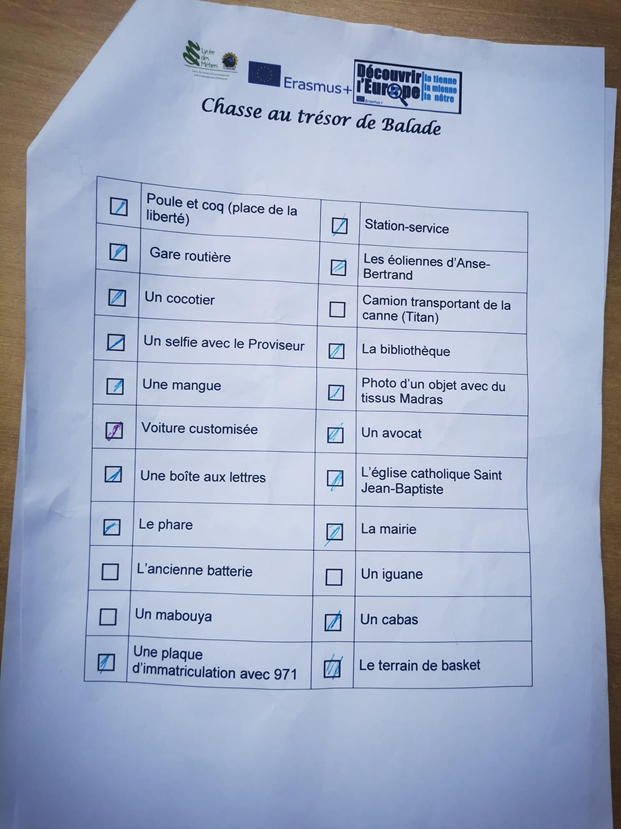 Lycée
des
Métiers
Erasmus+
Découvrir
l'Europe
la tienne
la mienne
la nôtre
Erasmus+
Chasse au trésor de Balade
Poule et coq (place de la
liberté)
Station-service
Gare routière
Les éoliennes d'Anse-
Bertrand
Un cocotier
Camion transportant de la
canne (Titan)
Un selfie avec le Proviseur
La bibliothèque
Une mangue
Photo d'un objet avec du
tissus Madras
Voiture customisée
Un avocat
Une boîte aux lettres
L'église catholique Saint
Jean-Baptiste
Le phare
La mairie
L'ancienne batterie
Un iguane
Un mabouya
Un cabas
Une plaque
d'immatriculation avec 971
Le terrain de basket